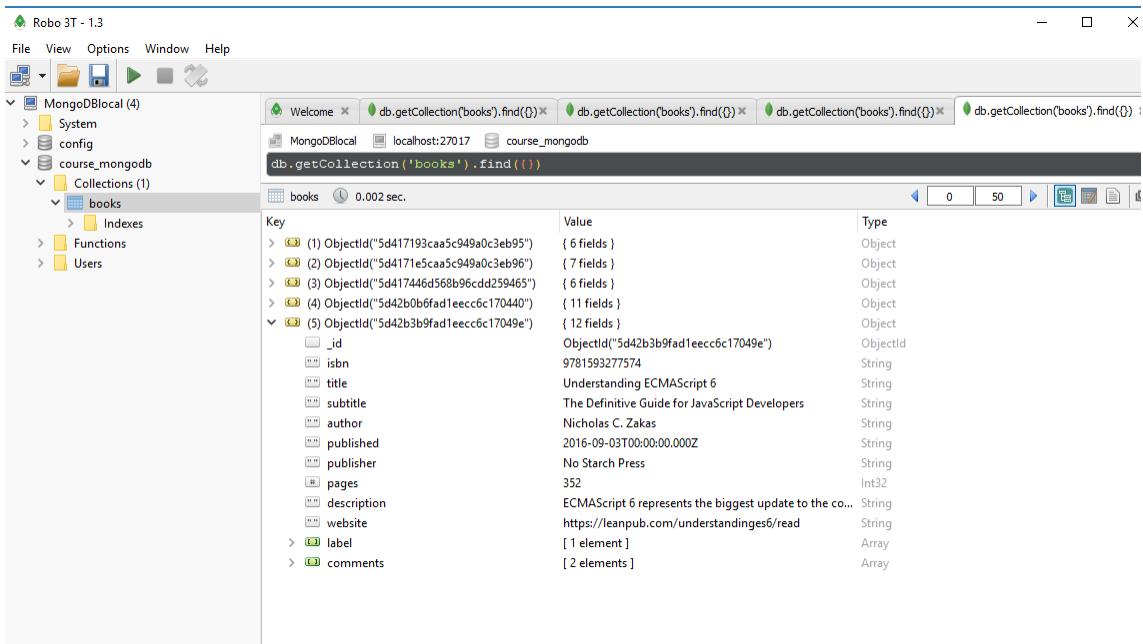 Robo 3T - 1.3
File View Options Window Help
MongoDBlocal (4)
System
config
course_mongodb
Collections (1)
books
Indexes
Functions
Users
Welcome db.getCollection('books').find({}) db.getCollection('books').find({}) db.getCollection('books').find({}) db.getCollection('books').find({})
MongoDBlocal localhost:27017 course_mongodb
db.getCollection('books').find({})
books 0.002 sec. 0 50
Key Value Type
(1) ObjectId("5d417193caa5c949a0c3eb95") { 6 fields } Object
(2) ObjectId("5d4171e5caa5c949a0c3eb96") { 7 fields } Object
(3) ObjectId("5d417446d568b96cdd259465") { 6 fields } Object
(4) ObjectId("5d42b0b6fad1eecc6c170440") { 11 fields } Object
(5) ObjectId("5d42b3b9fad1eecc6c17049e") { 12 fields } Object
_id ObjectId("5d42b3b9fad1eecc6c17049e") ObjectId
isbn 9781593277574 String
title Understanding ECMAScript 6 String
subtitle The Definitive Guide for JavaScript Developers String
author Nicholas C. Zakas String
published 2016-09-03T00:00:00.000Z String
publisher No Starch Press String
pages 352 Int32
description ECMAScript 6 represents the biggest update to the co... String
website https://leanpub.com/understandinges6/read String
label [ 1 element ] Array
comments [ 2 elements ] Array